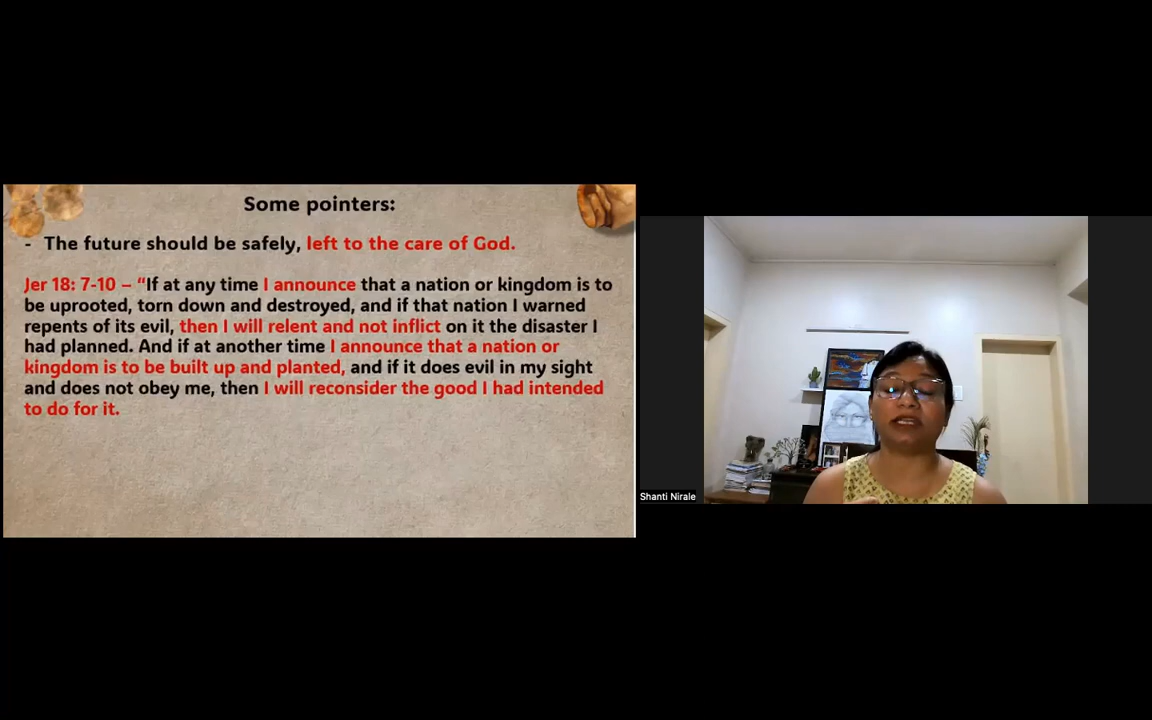 Some pointers:
- The future should be safely, left to the care of God.
Jer 18: 7-10 – "If at any time I announce that a nation or kingdom is to
be uprooted, torn down and destroyed, and if that nation I warned
repents of its evil, then I will relent and not inflict on it the disaster I
had planned. And if at another time I announce that a nation or
kingdom is to be built up and planted, and if it does evil in my sight
and does not obey me, then I will reconsider the good I had intended
to do for it.
Shanti Nirale